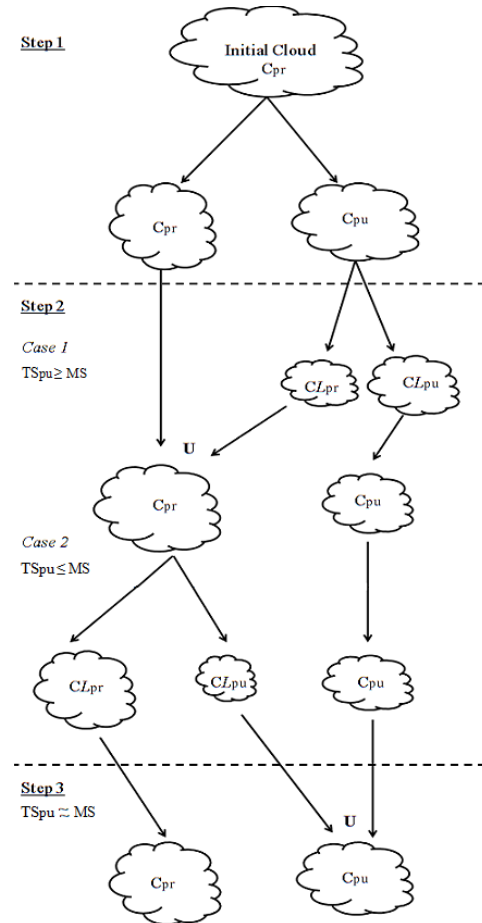 Step 1
Initial Cloud
Cpr
Cpr
Cpu
Step 2
Case 1
TSpu≥ MS
CLpr
CLpu
U
Cpr
Cpu
Case 2
TSpu ≤ MS
CLpr
CLpu
Cpu
Step 3
TSpu ≈ MS
U
Cpr
Cpu